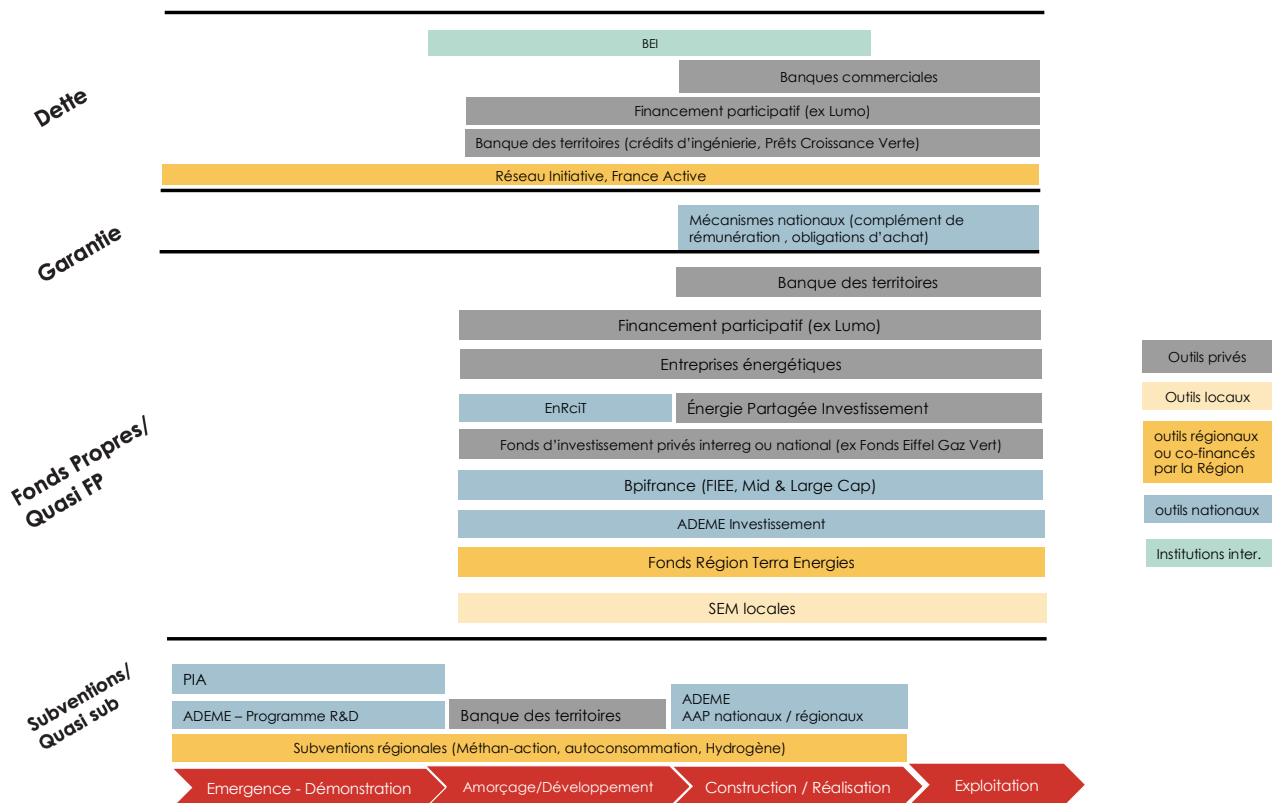 Dette
BEI
Banques commerciales
Financement participatif (ex Lumo)
Banque des territoires (crédits d'ingénierie, Prêts Croissance Verte)
Réseau Initiative, France Active
Garantie
Mécanismes nationaux (complément de
rémunération , obligations d'achat)
Fonds Propres/
Quasi FP
Banque des territoires
Financement participatif (ex Lumo)
Entreprises énergétiques
EnRciT
Énergie Partagée Investissement
Fonds d'investissement privés interreg ou national (ex Fonds Eiffel Gaz Vert)
Bpifrance (FIEE, Mid & Large Cap)
ADEME Investissement
Fonds Région Terra Energies
SEM locales
Subventions/
Quasi sub
PIA
ADEME – Programme R&D
Banque des territoires
ADEME
AAP nationaux / régionaux
Subventions régionales (Méthan-action, autoconsommation, Hydrogène)
Emergence - Démonstration
Amorçage/Développement
Construction / Réalisation
Exploitation
Outils privés
Outils locaux
outils régionaux
ou co-financés
par la Région
outils nationaux
Institutions inter.